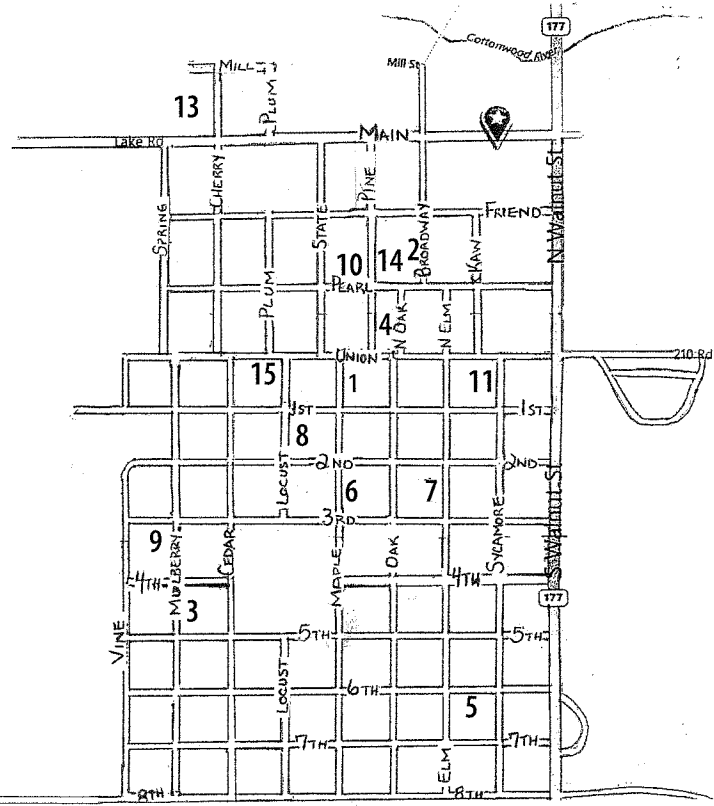 177
Cottonwood River
MILL
Mill St
13
PLUM
Lake Rd
MAIN
N Walnut St
CHERRY
PINE
SPRING
STATE
BROADWAY
FRIEND
KAW
10
14
2
PEARL
PLUM
4
N OAK
N ELM
UNION
210 Rd
15
1
11
1ST
1ST
8
2ND
2ND
LOCUST
6
7
3RD
SYCAMORE
S Walnut St
9
MULBERRY
CEDAR
MAPLE
OAK
4TH
4TH
177
3
VINE
5TH
5TH
LOCUST
6TH
5
7TH
7TH
ELM
8TH
8TH